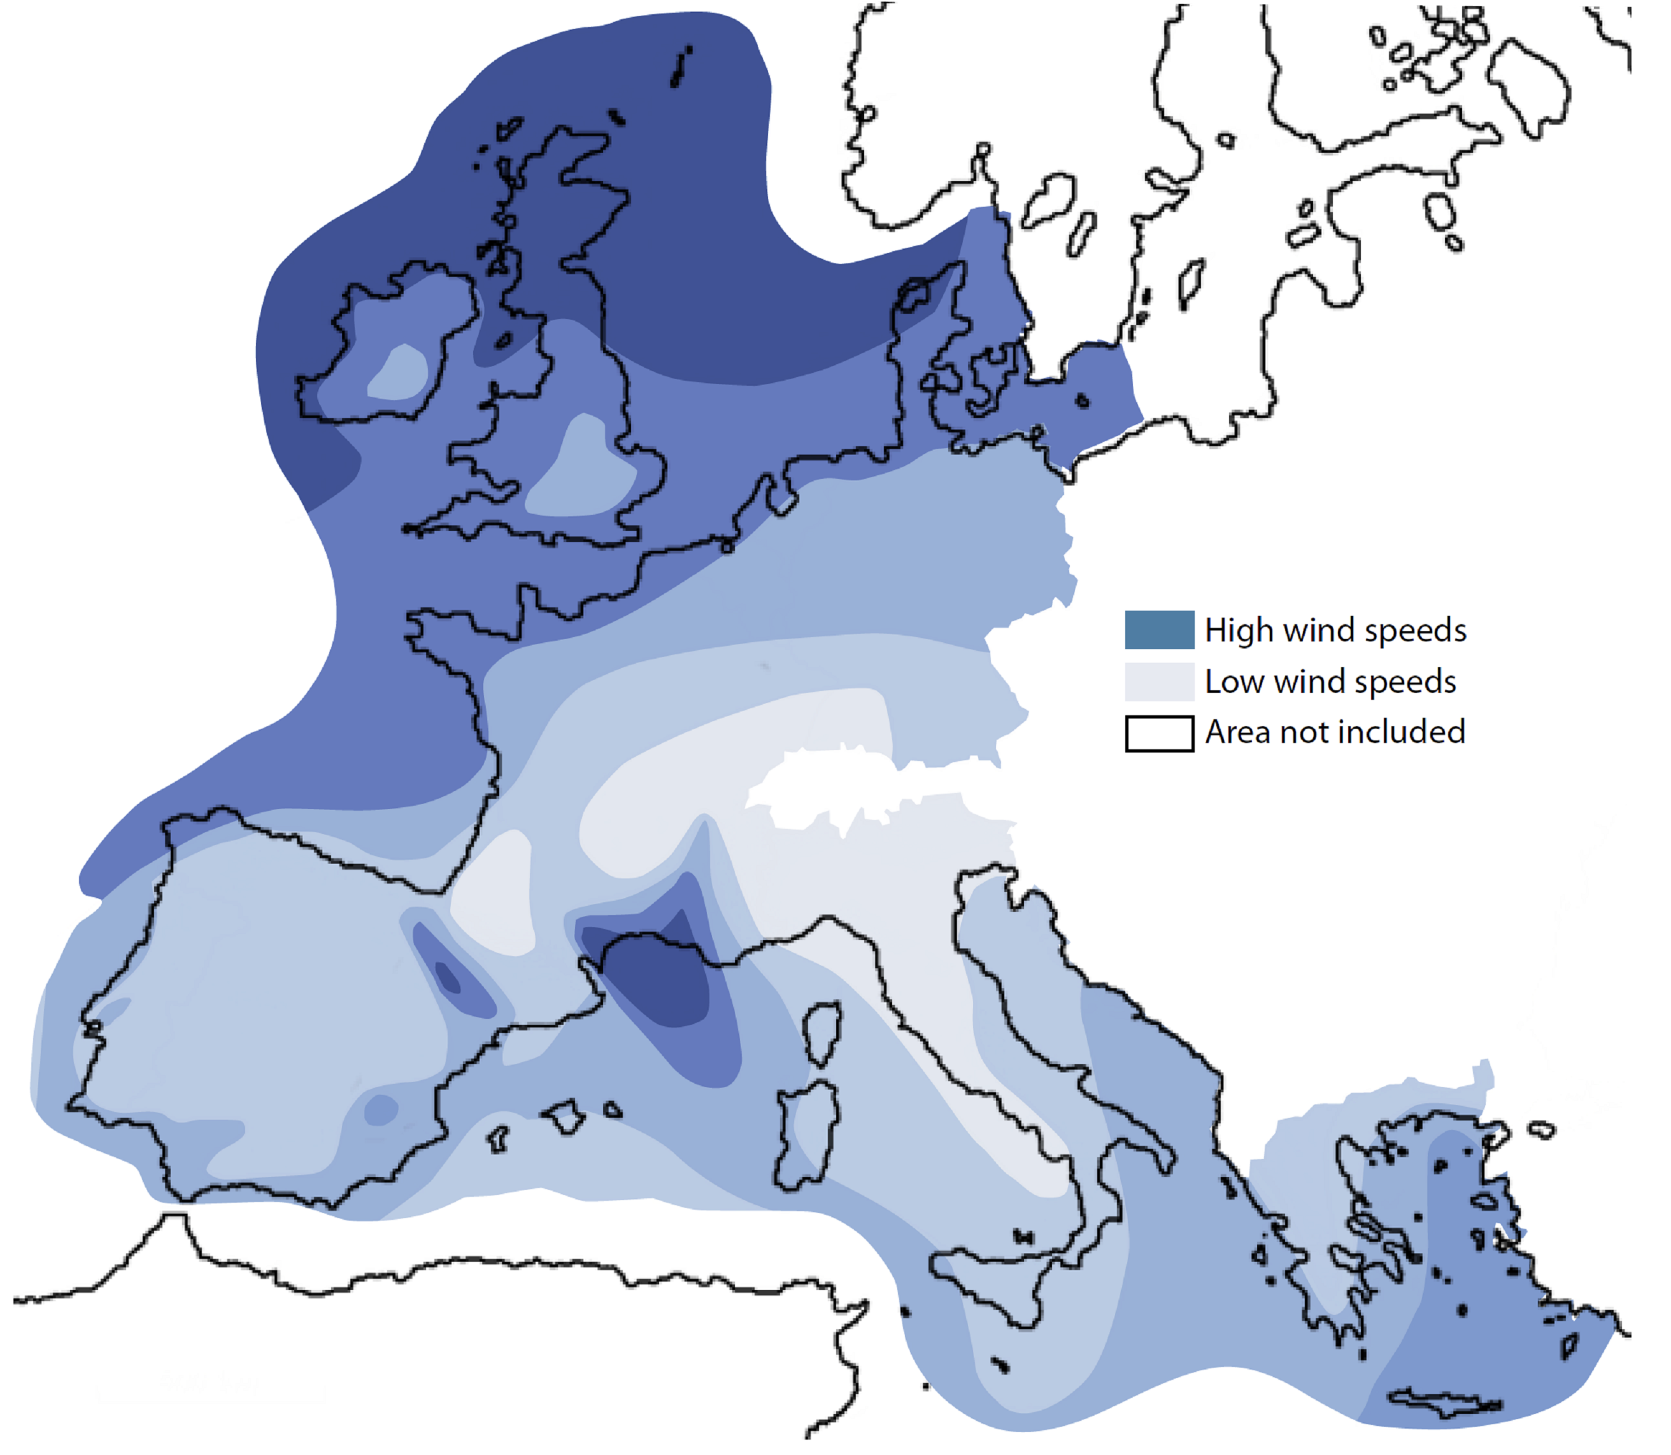 High wind speeds
Low wind speeds
Area not included